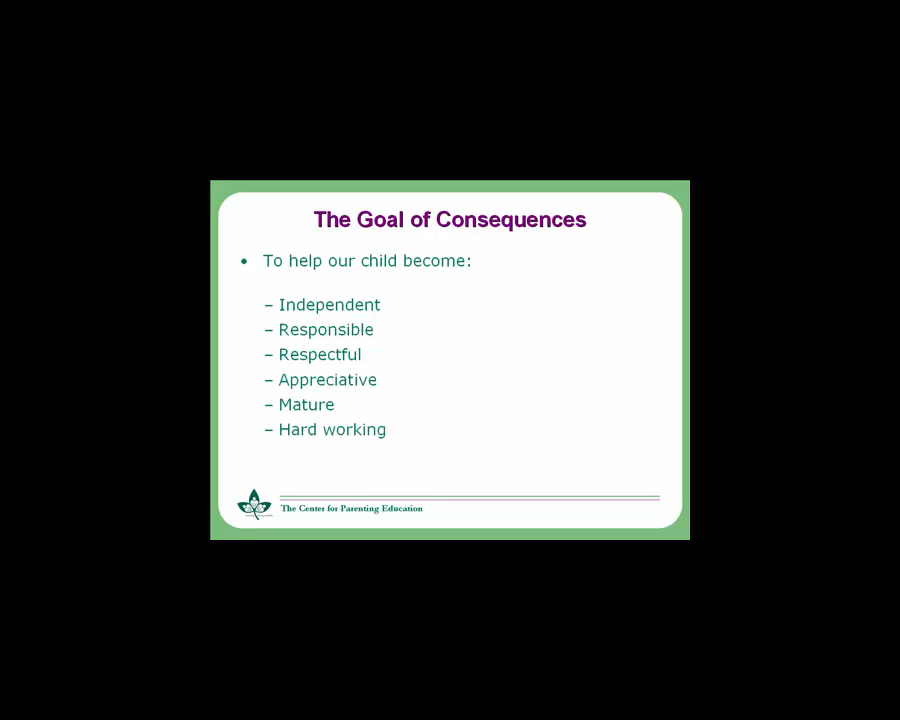 The Goal of Consequences
• To help our child become:
– Independent
– Responsible
– Respectful
– Appreciative
– Mature
– Hard working
The Center for Parenting Education